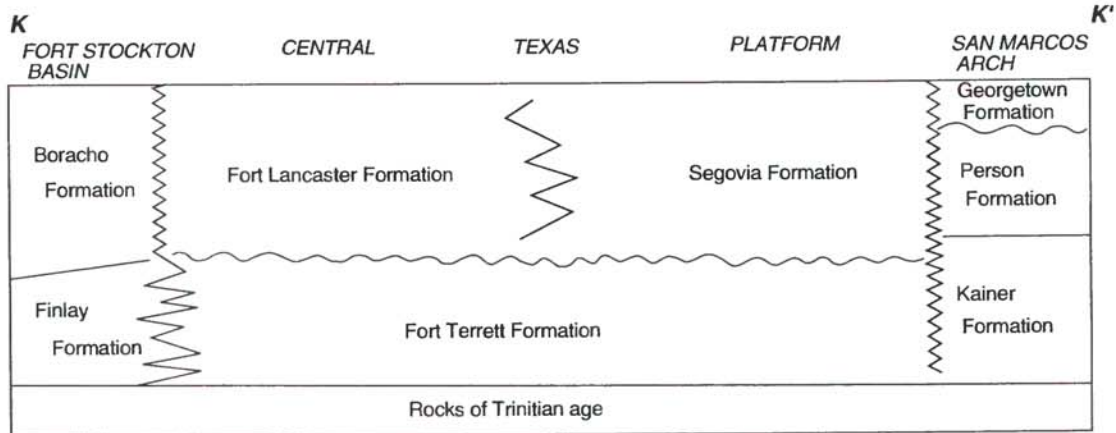 K
K'
FORT STOCKTON
BASIN
CENTRAL
TEXAS
PLATFORM
SAN MARCOS
ARCH
Boracho
Formation
Fort Lancaster Formation
Segovia Formation
Georgetown
Formation
Person
Formation
Finlay
Formation
Fort Terrett Formation
Kainer
Formation
Rocks of Trinitian age